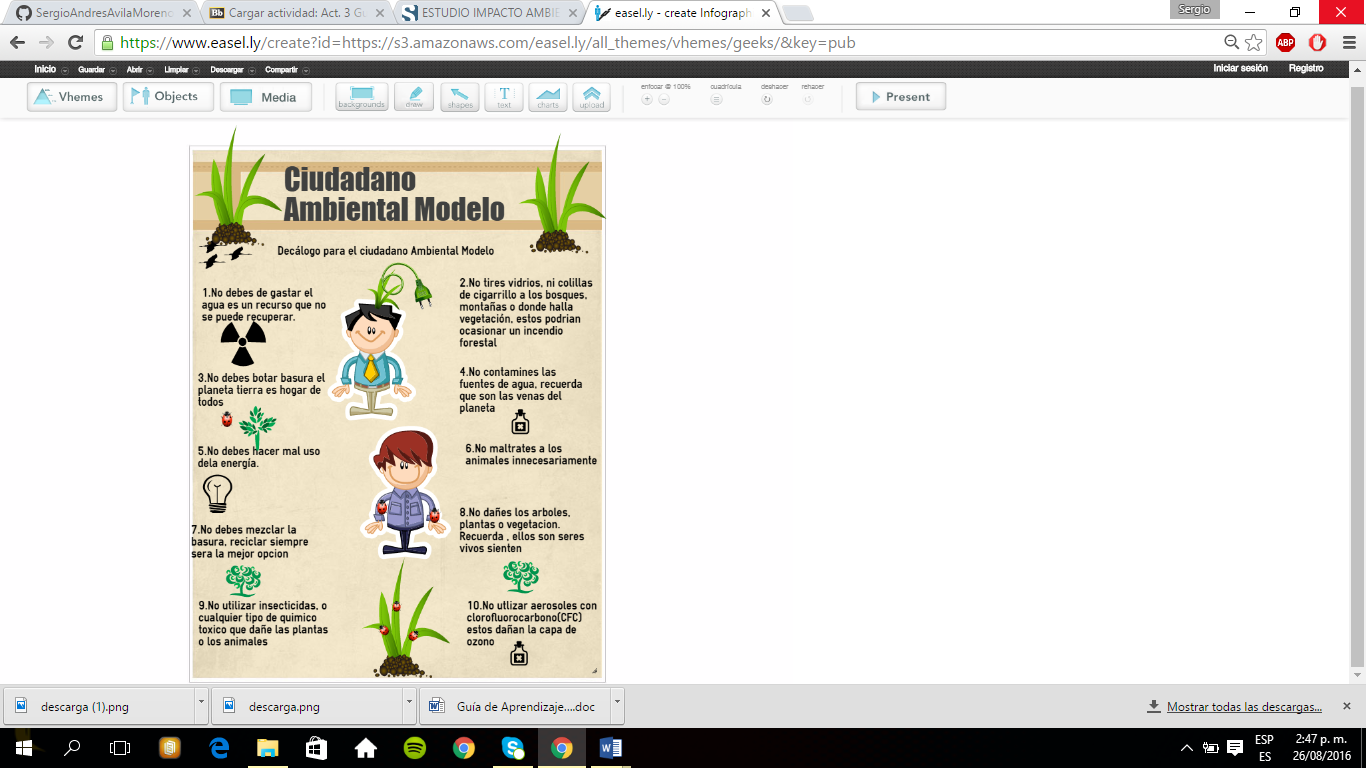 SergioAndresAvilaMoreno
Cargar actividad: Act. 3 Gu
ESTUDIO IMPACTO AMBIE
easel.ly - create Infograph
Sergio
https://www.easel.ly/create?id=https://s3.amazonaws.com/easel.ly/all_themes/vhemes/geeks/&key=pub
ABP
Inicio Guardar Abrir Limpiar Descargar Compartir
Iniciar sesión Registro
Vhemes Objects Media
backgrounds draw shapes text charts upload
enfocar @ 100% cuadrícula deshacer rehacer
Present
Ciudadano
Ambiental Modelo
Decálogo para el ciudadano Ambiental Modelo
1.No debes de gastar el
agua es un recurso que no
se puede recuperar.
2.No tires vidrios, ni colillas
de cigarrillo a los bosques,
montañas o donde halla
vegetación, estos podrian
ocasionar un incendio
forestal
3.No debes botar basura el
planeta tierra es hogar de
todos
4.No contamines las
fuentes de agua, recuerda
que son las venas del
planeta
5.No debes hacer mal uso
dela energía.
6.No maltrates a los
animales innecesariamente
7.No debes mezclar la
basura, reciclar siempre
sera la mejor opcion
8.No dañes los arboles,
plantas o vegetacion.
Recuerda , ellos son seres
vivos sienten
9.No utilizar insecticidas, o
cualquier tipo de quimico
toxico que dañe las plantas
o los animales
10.No utlizar aerosoles con
clorofluorocarbono(CFC)
estos dañan la capa de
ozono
descarga (1).png
descarga.png
Guía de Aprendizaje....doc
Mostrar todas las descargas...
ESP
ES
2:47 p. m.
26/08/2016